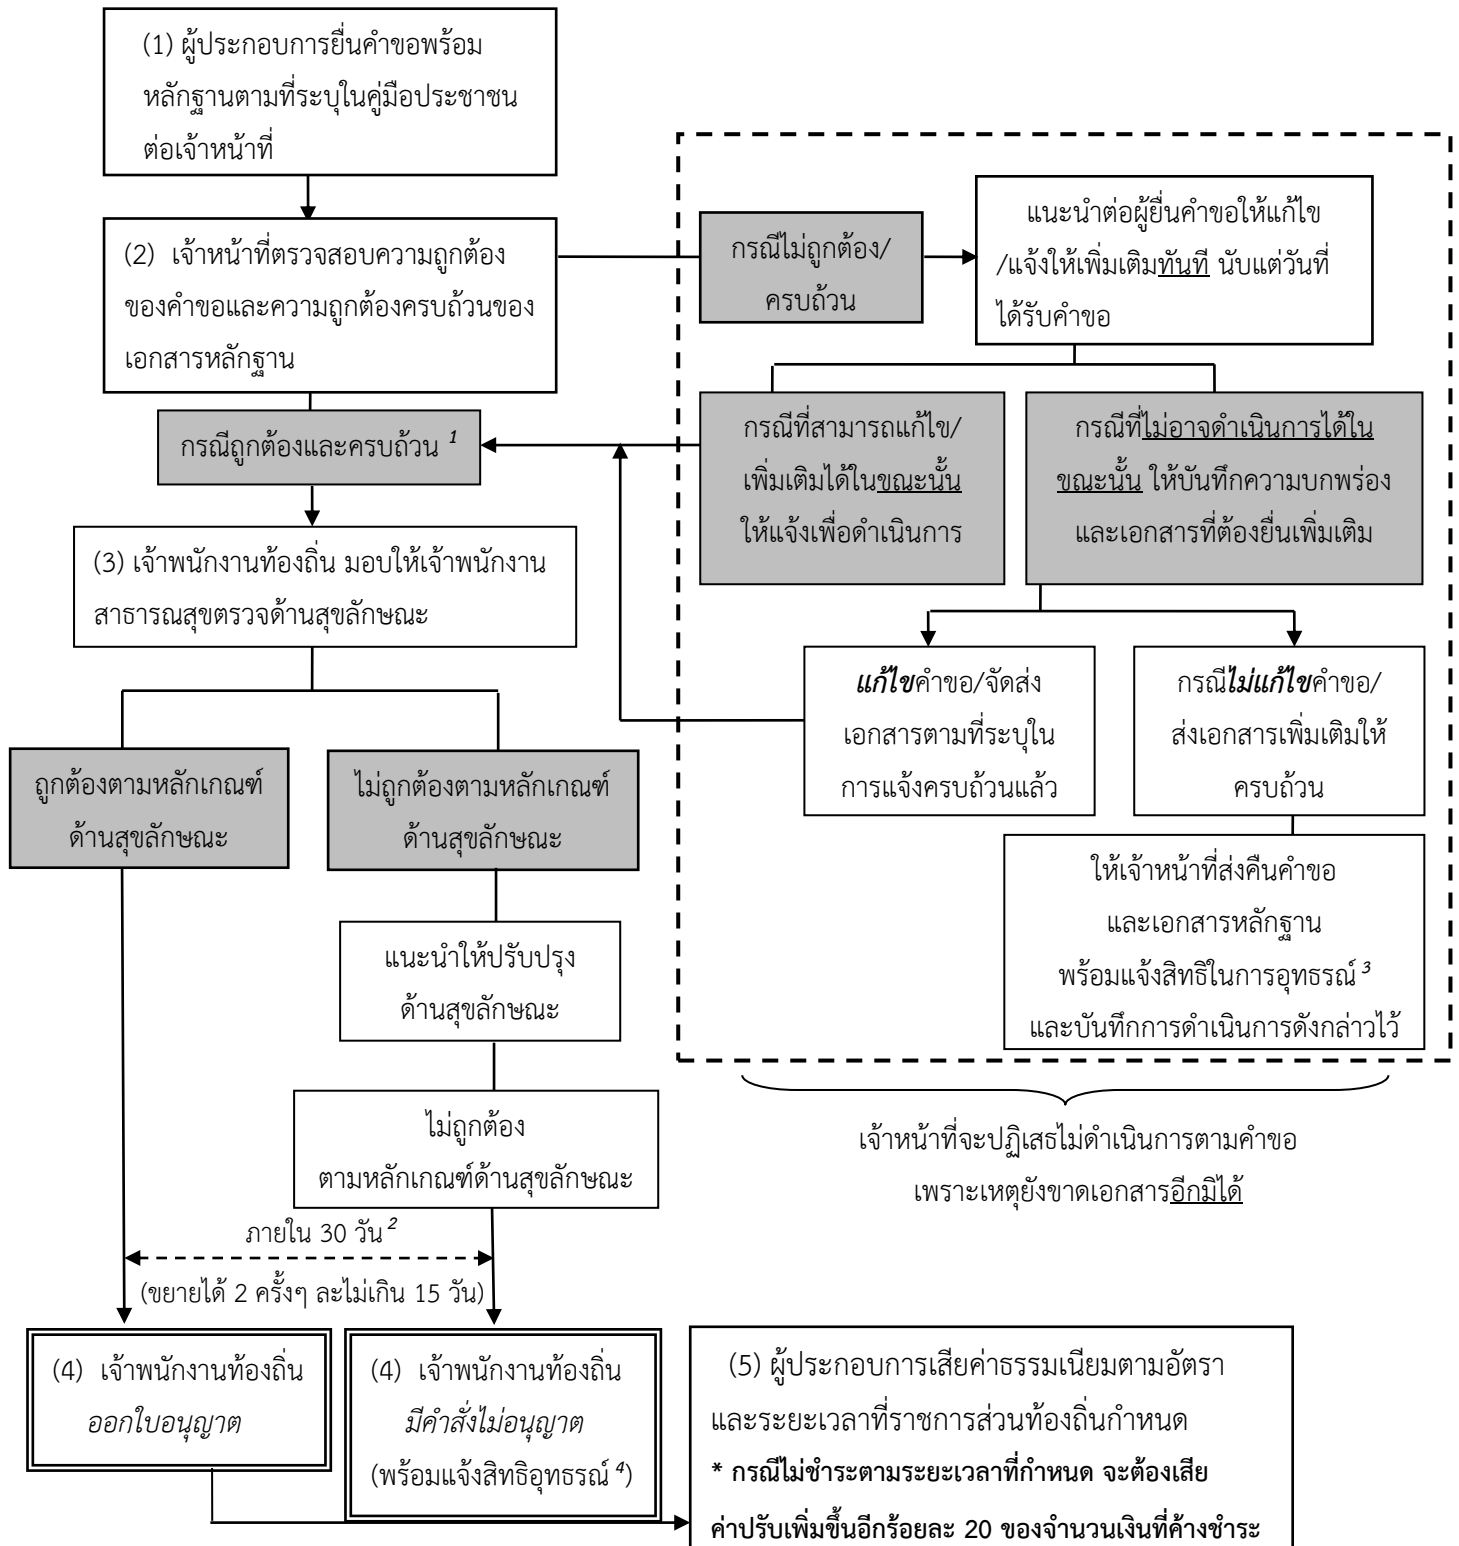 (1) ผู้ประกอบการยื่นคำขอพร้อม
หลักฐานตามที่ระบุในคู่มือประชาชน
ต่อเจ้าหน้าที่
(2) เจ้าหน้าที่ตรวจสอบความถูกต้อง
ของคำขอและความถูกต้องครบถ้วนของ
เอกสารหลักฐาน
กรณีไม่ถูกต้อง/
ครบถ้วน
แนะนำต่อผู้ยื่นคำขอให้แก้ไข
/แจ้งให้เพิ่มเติมทันที นับแต่วันที่
ได้รับคำขอ
กรณีถูกต้องและครบถ้วน 1
กรณีที่สามารถแก้ไข/
เพิ่มเติมได้ในขณะนั้น
ให้แจ้งเพื่อดำเนินการ
กรณีที่ไม่อาจดำเนินการได้ใน
ขณะนั้น ให้บันทึกความบกพร่อง
และเอกสารที่ต้องยื่นเพิ่มเติม
(3) เจ้าพนักงานท้องถิ่น มอบให้เจ้าพนักงาน
สาธารณสุขตรวจด้านสุขลักษณะ
แก้ไขคำขอ/จัดส่ง
เอกสารตามที่ระบุใน
การแจ้งครบถ้วนแล้ว
กรณีไม่แก้ไขคำขอ/
ส่งเอกสารเพิ่มเติมให้
ครบถ้วน
ถูกต้องตามหลักเกณฑ์
ด้านสุขลักษณะ
ไม่ถูกต้องตามหลักเกณฑ์
ด้านสุขลักษณะ
ให้เจ้าหน้าที่ส่งคืนคำขอ
และเอกสารหลักฐาน
พร้อมแจ้งสิทธิในการอุทธรณ์ 3
และบันทึกการดำเนินการดังกล่าวไว้
แนะนำให้ปรับปรุง
ด้านสุขลักษณะ
ไม่ถูกต้อง
ตามหลักเกณฑ์ด้านสุขลักษณะ
เจ้าหน้าที่จะปฏิเสธไม่ดำเนินการตามคำขอ
เพราะเหตุยังขาดเอกสารอีกมิได้
ภายใน 30 วัน 2
(ขยายได้ 2 ครั้งๆ ละไม่เกิน 15 วัน)
(4) เจ้าพนักงานท้องถิ่น
ออกใบอนุญาต
(4) เจ้าพนักงานท้องถิ่น
มีคำสั่งไม่อนุญาต
(พร้อมแจ้งสิทธิอุทธรณ์ 4)
(5) ผู้ประกอบการเสียค่าธรรมเนียมตามอัตรา
และระยะเวลาที่ราชการส่วนท้องถิ่นกำหนด
* กรณีไม่ชำระตามระยะเวลาที่กำหนด จะต้องเสีย
ค่าปรับเพิ่มขึ้นอีกร้อยละ 20 ของจำนวนเงินที่ค้างชำระ